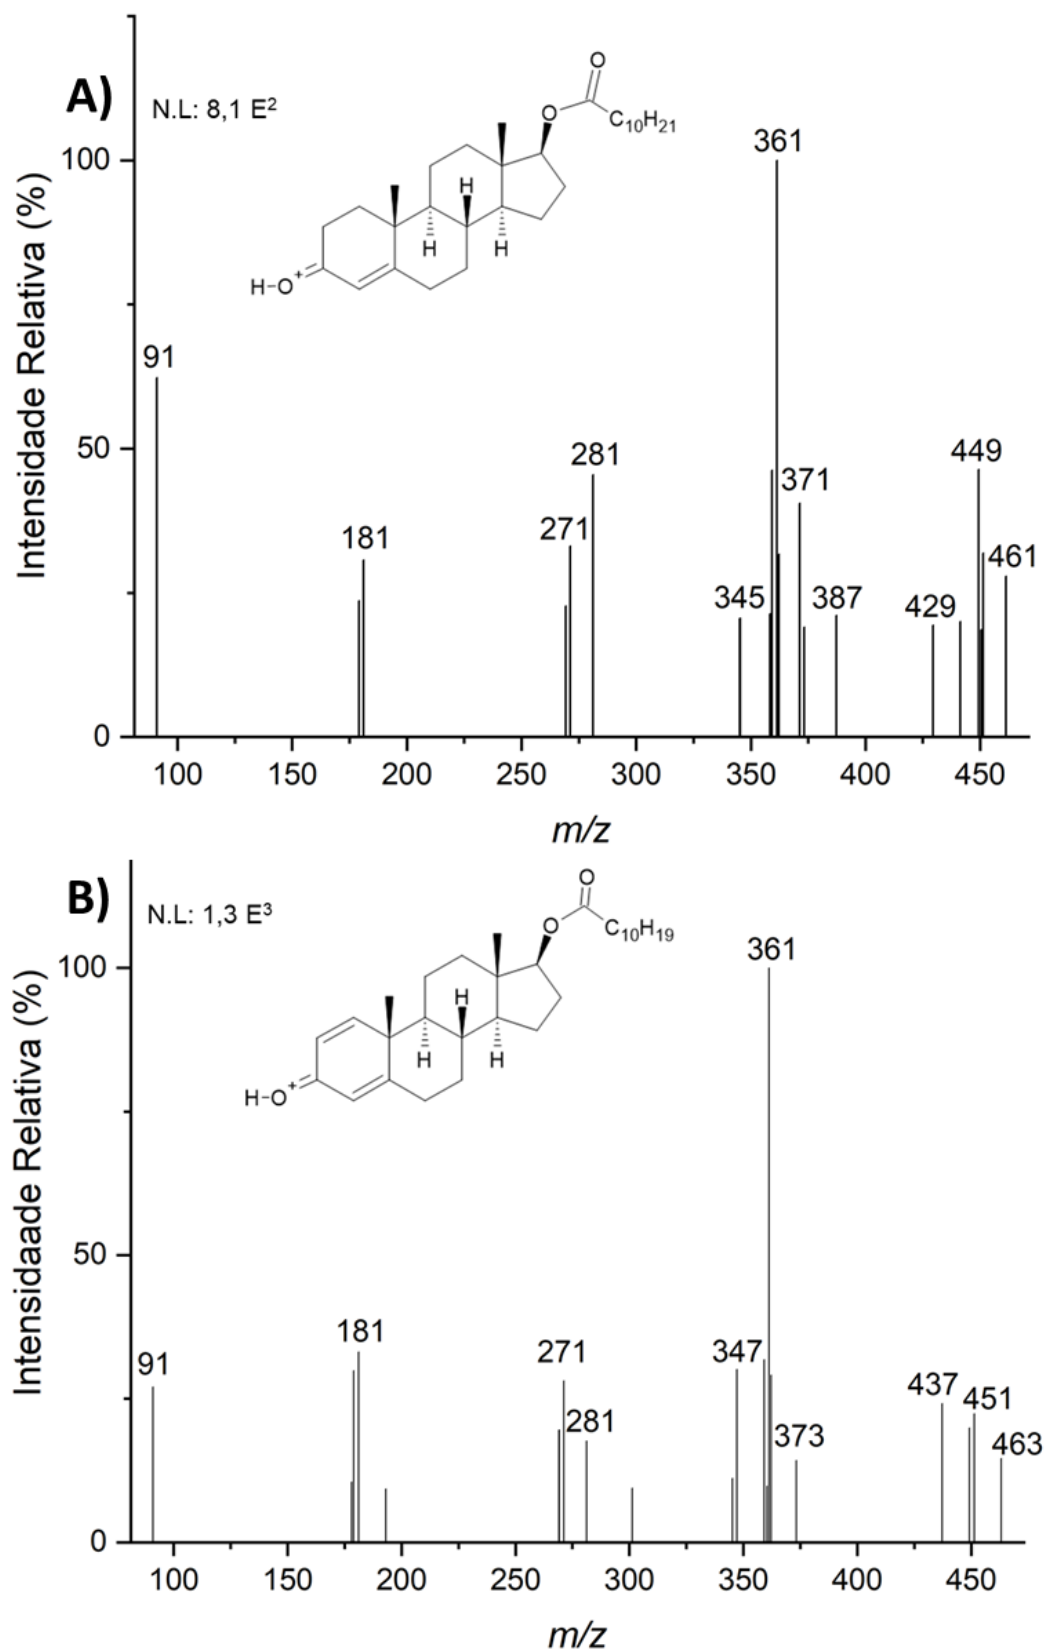 A)
N.L: 8,1 E²
O
O
C₁₀H₂₁
H
H
H
H-O⁺
Intensidade Relativa (%)
100
50
0
91
181
271
281
345
361
371
387
429
449
461
100 150 200 250 300 350 400 450
m/z
B)
N.L: 1,3 E³
O
O
C₁₀H₁₉
H
H
H
H-O⁺
Intensidaade Relativa (%)
100
50
0
91
181
271
281
347
361
373
437
451
463
100 150 200 250 300 350 400 450
m/z